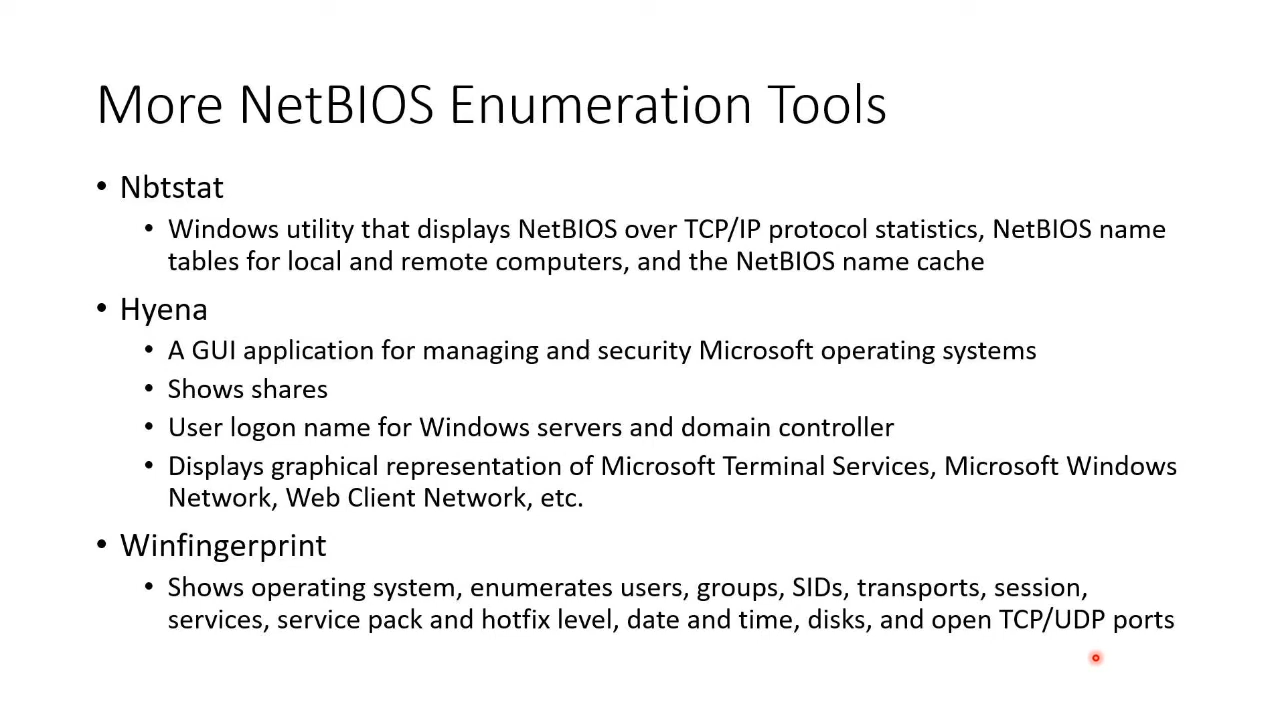 More NetBIOS Enumeration Tools
• Nbtstat
• Windows utility that displays NetBIOS over TCP/IP protocol statistics, NetBIOS name
tables for local and remote computers, and the NetBIOS name cache
• Hyena
• A GUI application for managing and security Microsoft operating systems
• Shows shares
• User logon name for Windows servers and domain controller
• Displays graphical representation of Microsoft Terminal Services, Microsoft Windows
Network, Web Client Network, etc.
• Winfingerprint
• Shows operating system, enumerates users, groups, SIDs, transports, session,
services, service pack and hotfix level, date and time, disks, and open TCP/UDP ports